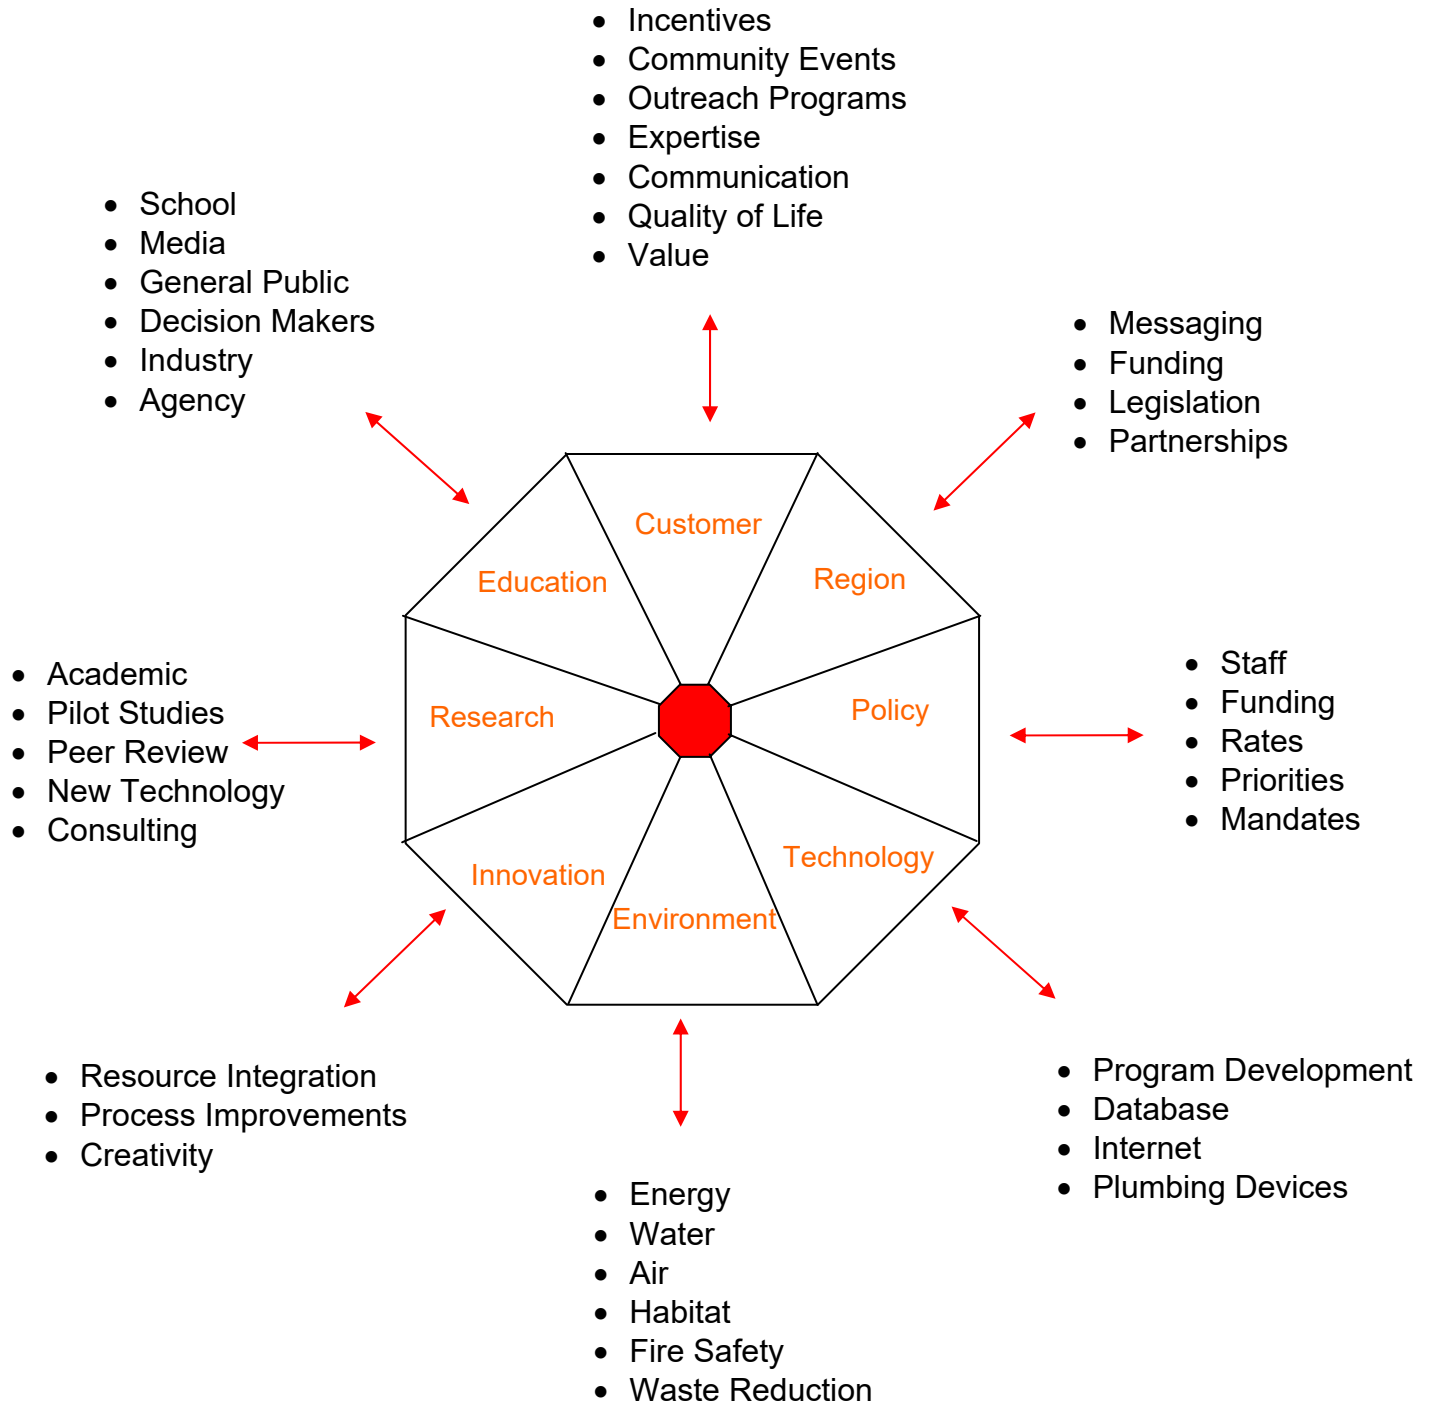 • Incentives
• Community Events
• Outreach Programs
• Expertise
• Communication
• Quality of Life
• Value
• School
• Media
• General Public
• Decision Makers
• Industry
• Agency
• Messaging
• Funding
• Legislation
• Partnerships
Customer
Education
Region
• Academic
• Pilot Studies
• Peer Review
• New Technology
• Consulting
Research
Policy
• Staff
• Funding
• Rates
• Priorities
• Mandates
Innovation
Environment
Technology
• Resource Integration
• Process Improvements
• Creativity
• Energy
• Water
• Air
• Habitat
• Fire Safety
• Waste Reduction
• Program Development
• Database
• Internet
• Plumbing Devices